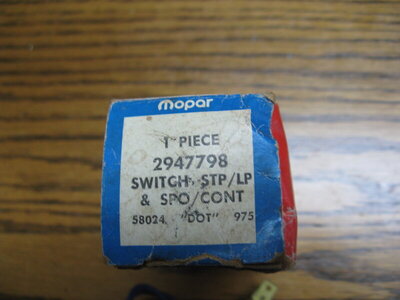 mopar
1 PIECE
2947798
SWITCH STP/LP
& SPO/CONT
58024 "DOT" 975